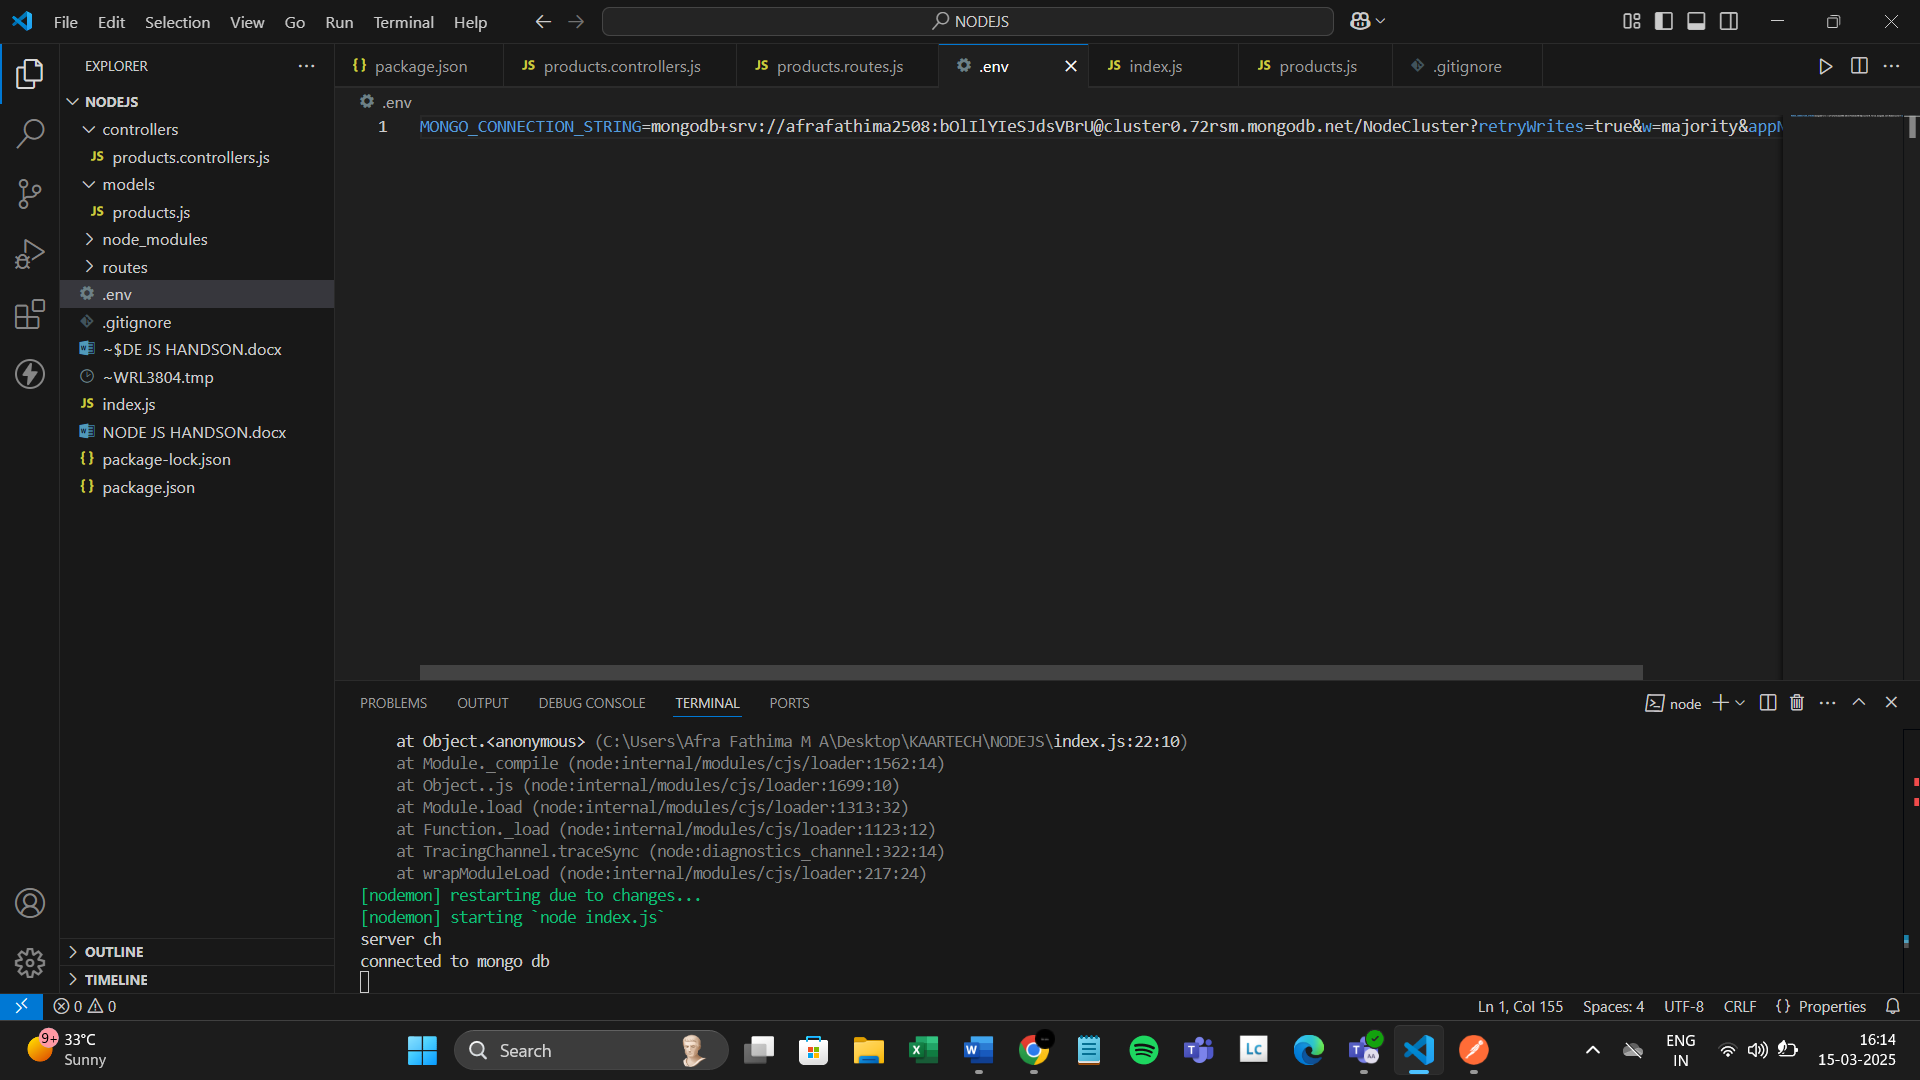 File Edit Selection View Go Run Terminal Help
NODEJS
EXPLORER
NODEJS
controllers
JS products.controllers.js
models
JS products.js
node_modules
routes
.env
.gitignore
~$DE JS HANDSON.docx
~WRL3804.tmp
JS index.js
NODE JS HANDSON.docx
{} package-lock.json
{} package.json
OUTLINE
TIMELINE
{} package.json JS products.controllers.js JS products.routes.js .env JS index.js JS products.js .gitignore
.env
1 MONGO_CONNECTION_STRING=mongodb+srv://afrafathima2508:bOlIlYIeSJdsVBrU@cluster0.72rsm.mongodb.net/NodeCluster?retryWrites=true&w=majority&app
PROBLEMS OUTPUT DEBUG CONSOLE TERMINAL PORTS
node
at Object.<anonymous> (C:\Users\Afra Fathima M A\Desktop\KAARTECH\NODEJS\index.js:22:10)
at Module._compile (node:internal/modules/cjs/loader:1562:14)
at Object..js (node:internal/modules/cjs/loader:1699:10)
at Module.load (node:internal/modules/cjs/loader:1313:32)
at Function._load (node:internal/modules/cjs/loader:1123:12)
at TracingChannel.traceSync (node:diagnostics_channel:322:14)
at wrapModuleLoad (node:internal/modules/cjs/loader:217:24)
[nodemon] restarting due to changes...
[nodemon] starting `node index.js`
server ch
connected to mongo db
0 0
Ln 1, Col 155 Spaces: 4 UTF-8 CRLF {} Properties
9+ 33°C
Sunny
Search
LC
ENG
IN
16:14
15-03-2025